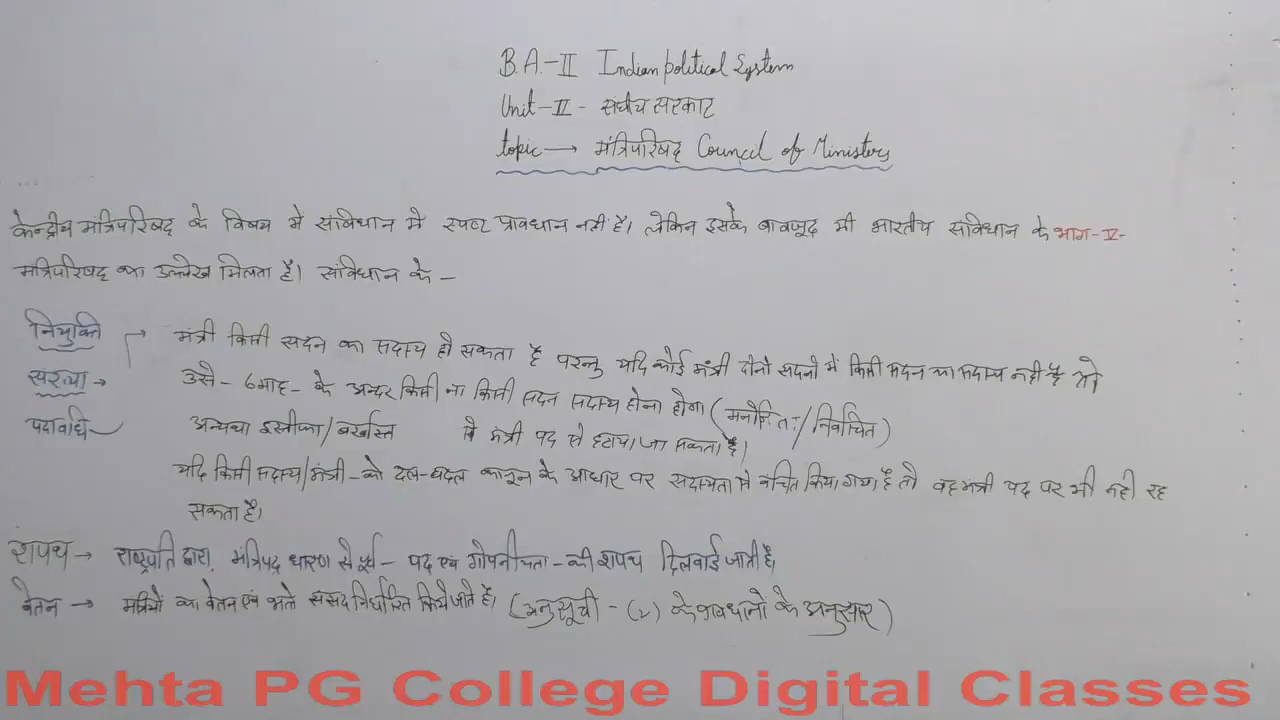 B.A.-II Indian political System
Unit-II - संघीय सरकार
topic → मंत्रिपरिषद् Council of Ministers
केन्द्रीय मंत्रिपरिषद् के विषय मे संविधान मे स्पष्ट प्रावधान नहीं है। लेकिन इसके बावजूद भी भारतीय संविधान के भाग-V-
मंत्रिपरिषद् का उल्लेख मिलता है। संविधान के –
नियुक्ति → मंत्री किसी सदन का सदस्य हो सकता है परन्तु यदि कोई मंत्री दोनो सदनो में किसी सदन का सदस्य नहीं है तो
संरचना → उसे - 6 माह - के अन्दर किसी ना किसी सदन सदस्य होना होगा (मनोनित :/निर्वाचित)
पदावधि अन्यथा इस्तीफा/बर्खास्त से मंत्री पद से हटाया जा सकता है।
यदि किसी सदस्य/मंत्री - को दल-बदल कानून के आधार पर सदस्यता से वंचित किया गया है तो वह मंत्री पद पर भी नही रह
सकता है।
शपथ → राष्ट्रपति द्वारा, मंत्रिपद धारण से पूर्व - पद एवं गोपनीयता - की शपथ दिलवाई जाती है,
वेतन → मंत्रियों का वेतन एवं भत्ते संसद निर्धारित किये जाते है। (अनुसूची - (2) के प्रावधानो के अनुसार)
Mehta PG College Digital Classes